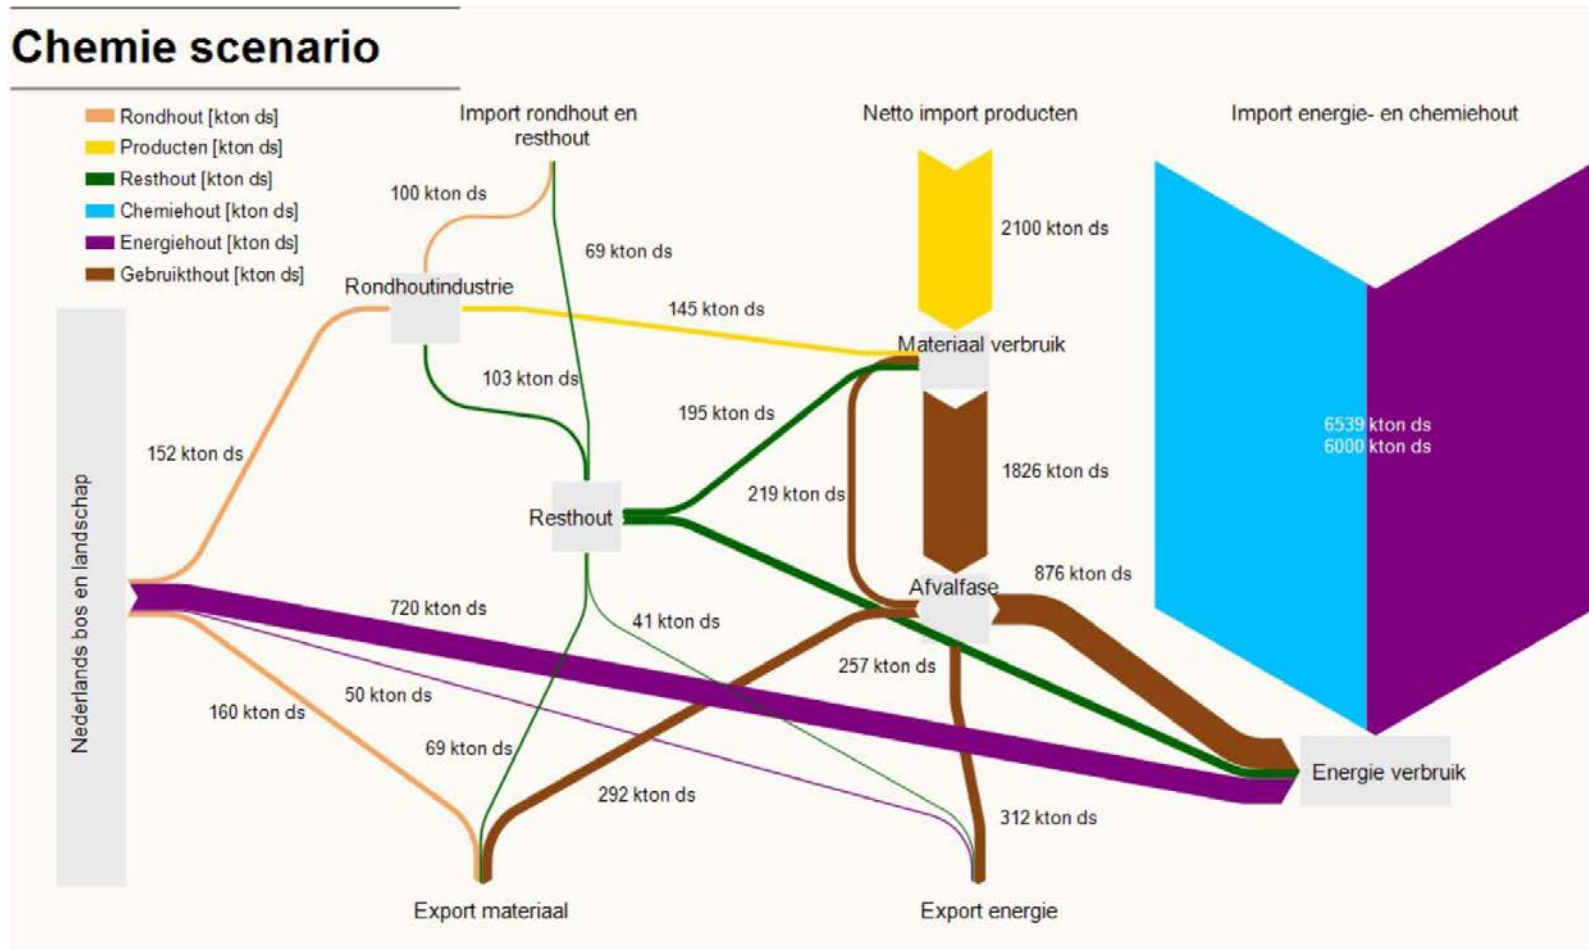 Chemie scenario
Rondhout [kton ds]
Producten [kton ds]
Resthout [kton ds]
Chemiehout [kton ds]
Energiehout [kton ds]
Gebruikthout [kton ds]
Import rondhout en
resthout
Netto import producten
Import energie- en chemiehout
100 kton ds
69 kton ds
2100 kton ds
Rondhoutindustrie
145 kton ds
Materiaal verbruik
103 kton ds
195 kton ds
6539 kton ds
6000 kton ds
152 kton ds
1826 kton ds
219 kton ds
Nederlands bos en landschap
Resthout
Afvalfase
876 kton ds
720 kton ds
41 kton ds
257 kton ds
50 kton ds
160 kton ds
69 kton ds
Energie verbruik
292 kton ds
312 kton ds
Export materiaal
Export energie